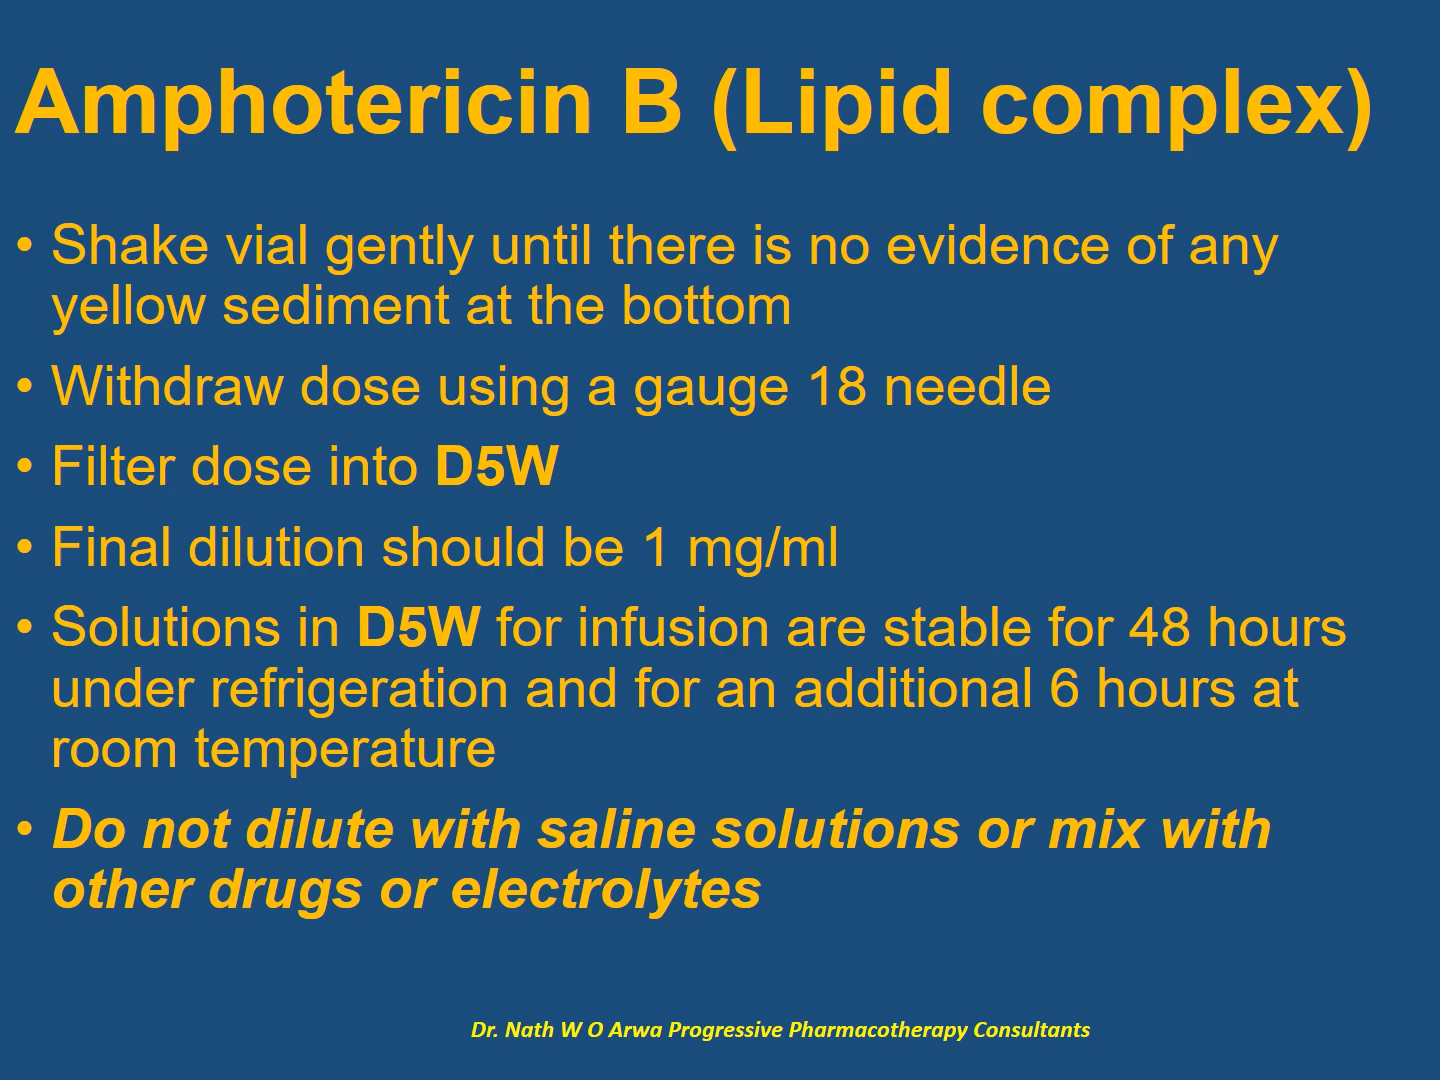 Amphotericin B (Lipid complex)
• Shake vial gently until there is no evidence of any
yellow sediment at the bottom
• Withdraw dose using a gauge 18 needle
• Filter dose into D5W
• Final dilution should be 1 mg/ml
• Solutions in D5W for infusion are stable for 48 hours
under refrigeration and for an additional 6 hours at
room temperature
• Do not dilute with saline solutions or mix with
other drugs or electrolytes
Dr. Nath W O Arwa Progressive Pharmacotherapy Consultants